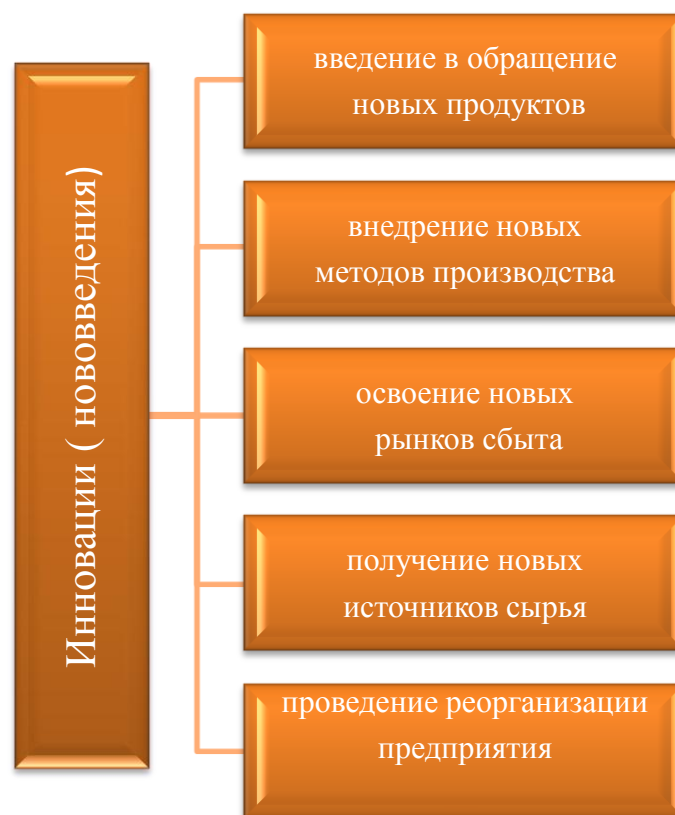 Инновации ( нововведения)
введение в обращение
новых продуктов
внедрение новых
методов производства
освоение новых
рынков сбыта
получение новых
источников сырья
проведение реорганизации
предприятия